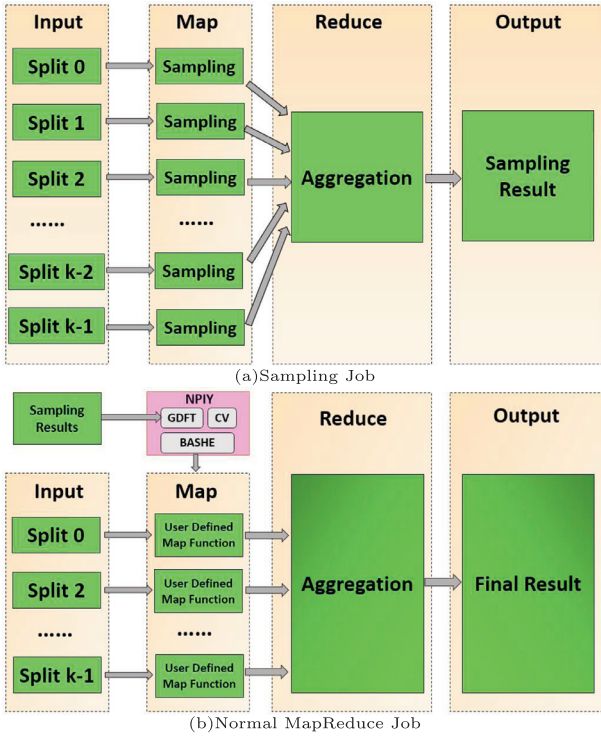 Input
Map
Reduce
Output
Split 0
Sampling
Split 1
Sampling
Split 2
Sampling
......
......
Split k-2
Sampling
Split k-1
Sampling
Aggregation
Sampling
Result
(a)Sampling Job
Sampling
Results
NPIY
GDFT
CV
BASHE
Input
Map
Reduce
Output
Split 0
User Defined
Map Function
Split 2
User Defined
Map Function
......
......
Split k-1
User Defined
Map Function
Aggregation
Final Result
(b)Normal MapReduce Job